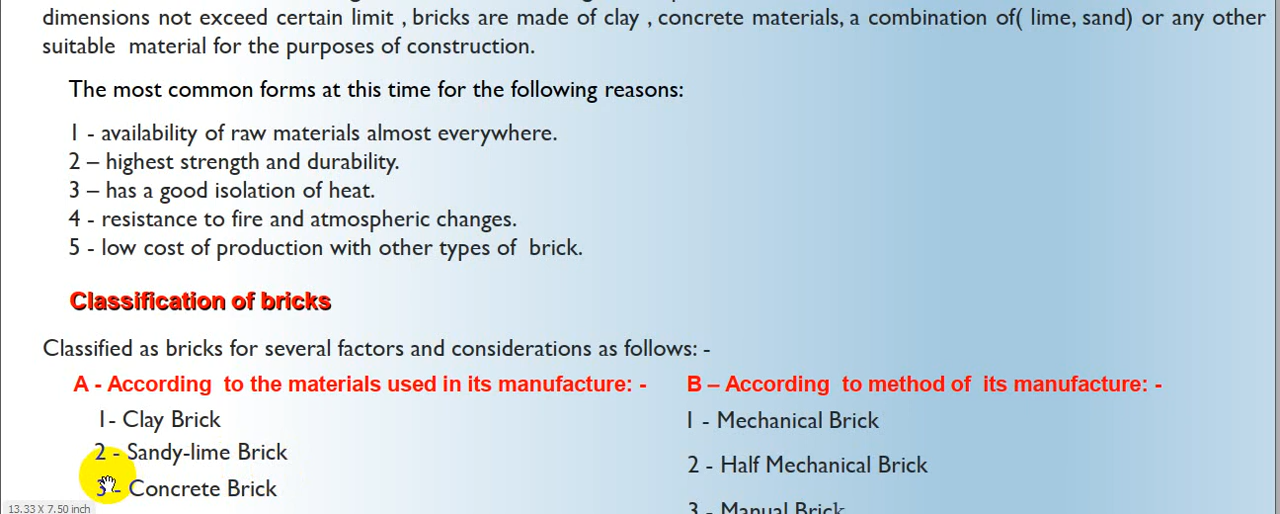 dimensions not exceed certain limit , bricks are made of clay , concrete materials, a combination of( lime, sand) or any other
suitable material for the purposes of construction.
The most common forms at this time for the following reasons:
1 - availability of raw materials almost everywhere.
2 – highest strength and durability.
3 – has a good isolation of heat.
4 - resistance to fire and atmospheric changes.
5 - low cost of production with other types of brick.
Classification of bricks
Classified as bricks for several factors and considerations as follows: -
A - According to the materials used in its manufacture: -
1- Clay Brick
2 - Sandy-lime Brick
3 - Concrete Brick
B – According to method of its manufacture: -
1 - Mechanical Brick
2 - Half Mechanical Brick
3 - Manual Brick
13.33 X 7.50 inch